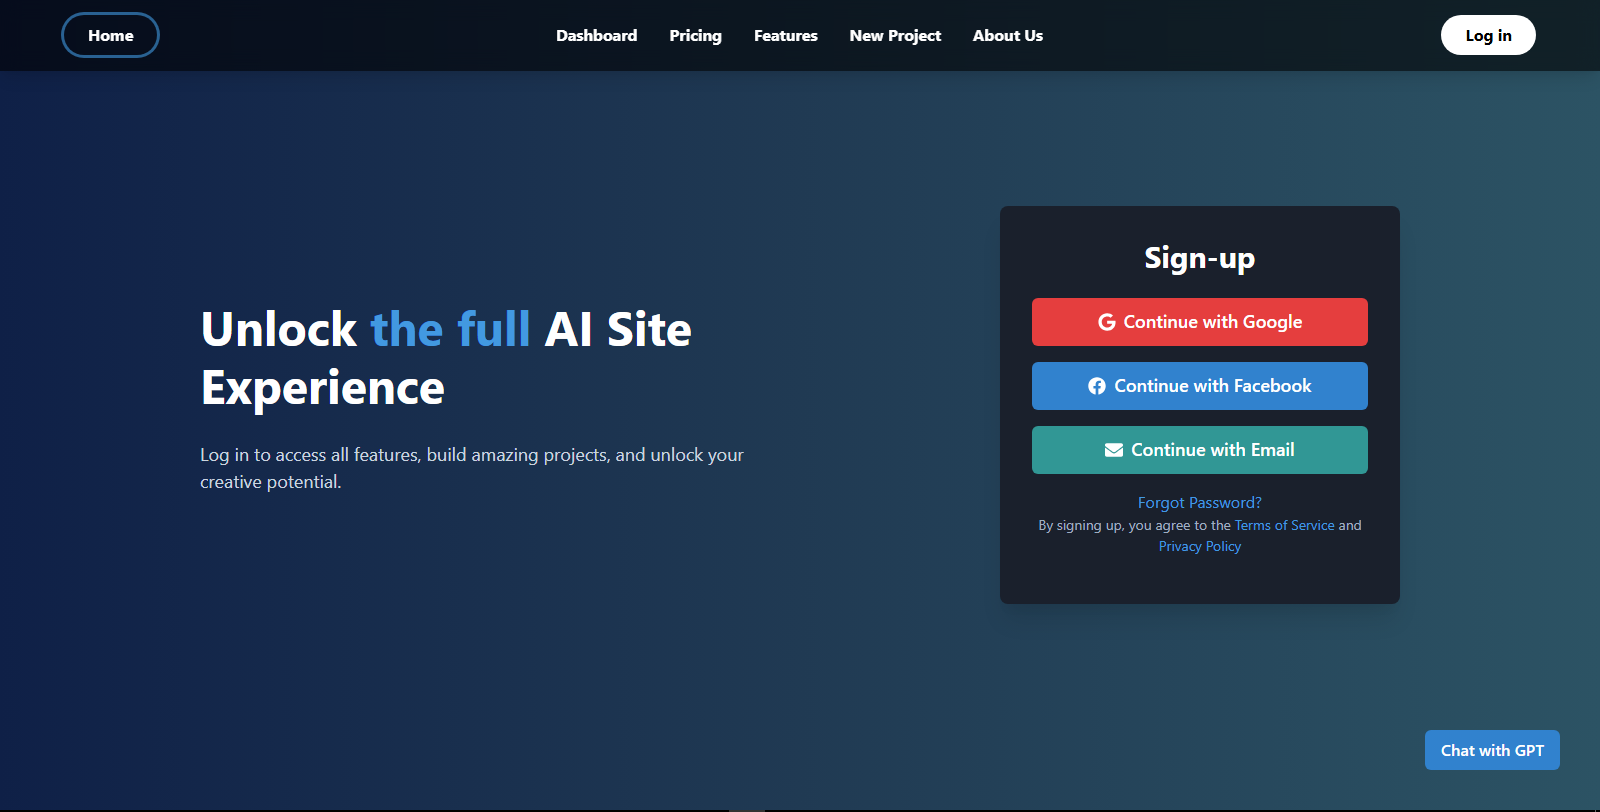 Home
Dashboard
Pricing
Features
New Project
About Us
Log in
Unlock the full AI Site
Experience
Log in to access all features, build amazing projects, and unlock your
creative potential.
Sign-up
Continue with Google
Continue with Facebook
Continue with Email
Forgot Password?
By signing up, you agree to the Terms of Service and
Privacy Policy
Chat with GPT